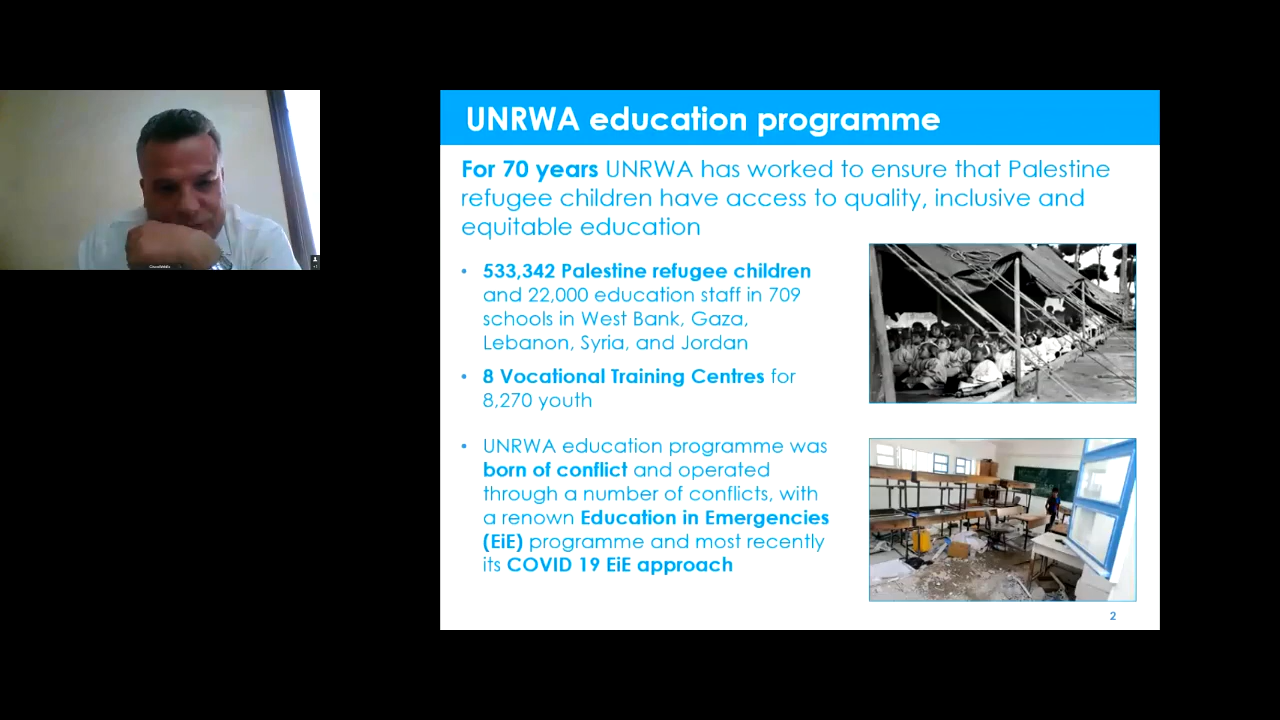 UNRWA education programme
For 70 years UNRWA has worked to ensure that Palestine
refugee children have access to quality, inclusive and
equitable education
• 533,342 Palestine refugee children
and 22,000 education staff in 709
schools in West Bank, Gaza,
Lebanon, Syria, and Jordan
• 8 Vocational Training Centres for
8,270 youth
• UNRWA education programme was
born of conflict and operated
through a number of conflicts, with
a renown Education in Emergencies
(EiE) programme and most recently
its COVID 19 EiE approach
2